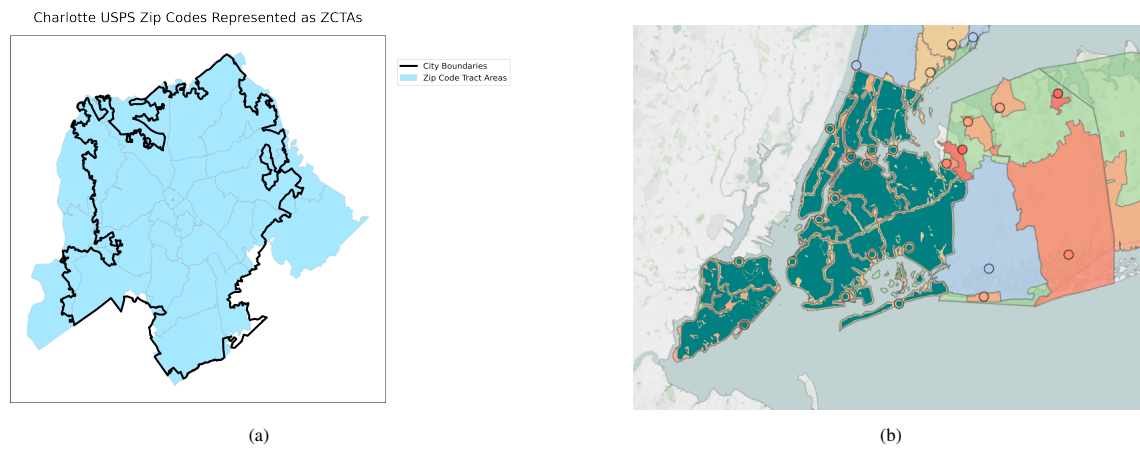 Charlotte USPS Zip Codes Represented as ZCTAs
City Boundaries
Zip Code Tract Areas
(a)
(b)